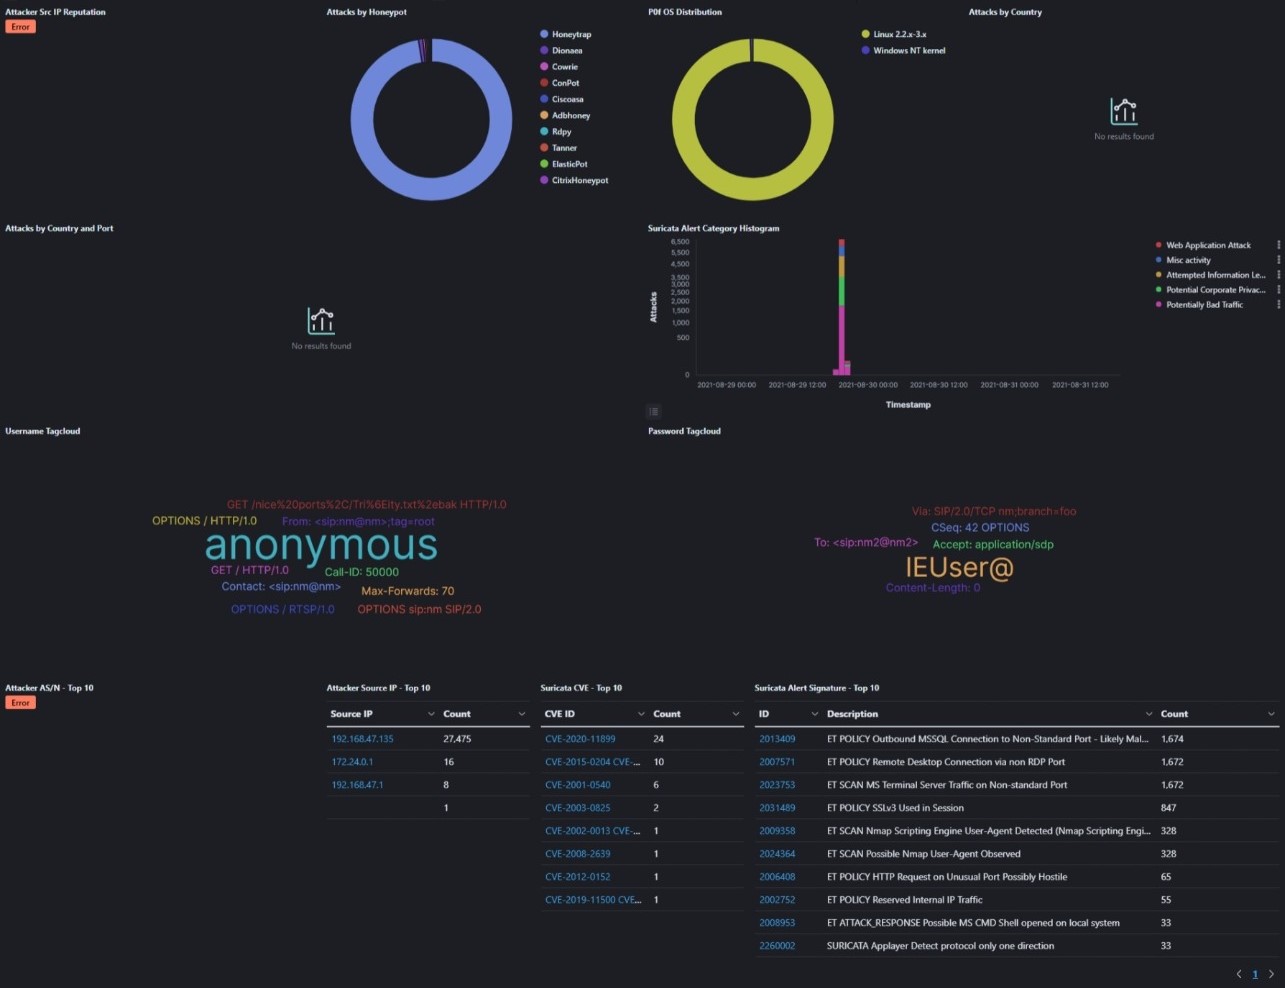 Attacker Src IP Reputation
Error
Attacks by Honeypot
Honeytrap
Dionaea
Cowrie
ConPot
Ciscoasa
Adbhoney
Rdpy
Tanner
ElasticPot
CitrixHoneypot
P0f OS Distribution
Linux 2.2.x-3.x
Windows NT kernel
Attacks by Country
No results found
Attacks by Country and Port
No results found
Suricata Alert Category Histogram
6,500
5,500
4,500
3,500
3,000
2,500
2,000
1,500
1,000
500
0
Attacks
2021-08-29 00:00 2021-08-29 12:00 2021-08-30 00:00 2021-08-30 12:00 2021-08-31 00:00 2021-08-31 12:00
Timestamp
Web Application Attack
Misc activity
Attempted Information Le...
Potential Corporate Privac...
Potentially Bad Traffic
Username Tagcloud
GET /nice%20ports%2C/Tri%6Eity.txt%2ebak HTTP/1.0
OPTIONS / HTTP/1.0 From: <sip:nm@nm>;tag=root
anonymous
GET / HTTP/1.0 Call-ID: 50000
Contact: <sip:nm@nm> Max-Forwards: 70
OPTIONS / RTSP/1.0 OPTIONS sip:nm SIP/2.0
Password Tagcloud
Via: SIP/2.0/TCP nm;branch=foo
CSeq: 42 OPTIONS
To: <sip:nm2@nm2> Accept: application/sdp
IEUser@
Content-Length: 0
Attacker AS/N - Top 10
Error
Attacker Source IP - Top 10
Source IP Count
192.168.47.135 27,475
172.24.0.1 16
192.168.47.1 8
1
Suricata CVE - Top 10
CVE ID Count
CVE-2020-11899 24
CVE-2015-0204 CVE-... 10
CVE-2001-0540 6
CVE-2003-0825 2
CVE-2002-0013 CVE-... 1
CVE-2008-2639 1
CVE-2012-0152 1
CVE-2019-11500 CVE... 1
Suricata Alert Signature - Top 10
ID Description Count
2013409 ET POLICY Outbound MSSQL Connection to Non-Standard Port - Likely Mal... 1,674
2007571 ET POLICY Remote Desktop Connection via non RDP Port 1,672
2023753 ET SCAN MS Terminal Server Traffic on Non-standard Port 1,672
2031489 ET POLICY SSLv3 Used in Session 847
2009358 ET SCAN Nmap Scripting Engine User-Agent Detected (Nmap Scripting Engi... 328
2024364 ET SCAN Possible Nmap User-Agent Observed 328
2006408 ET POLICY HTTP Request on Unusual Port Possibly Hostile 65
2002752 ET POLICY Reserved Internal IP Traffic 55
2008953 ET ATTACK_RESPONSE Possible MS CMD Shell opened on local system 33
2260002 SURICATA Applayer Detect protocol only one direction 33
1